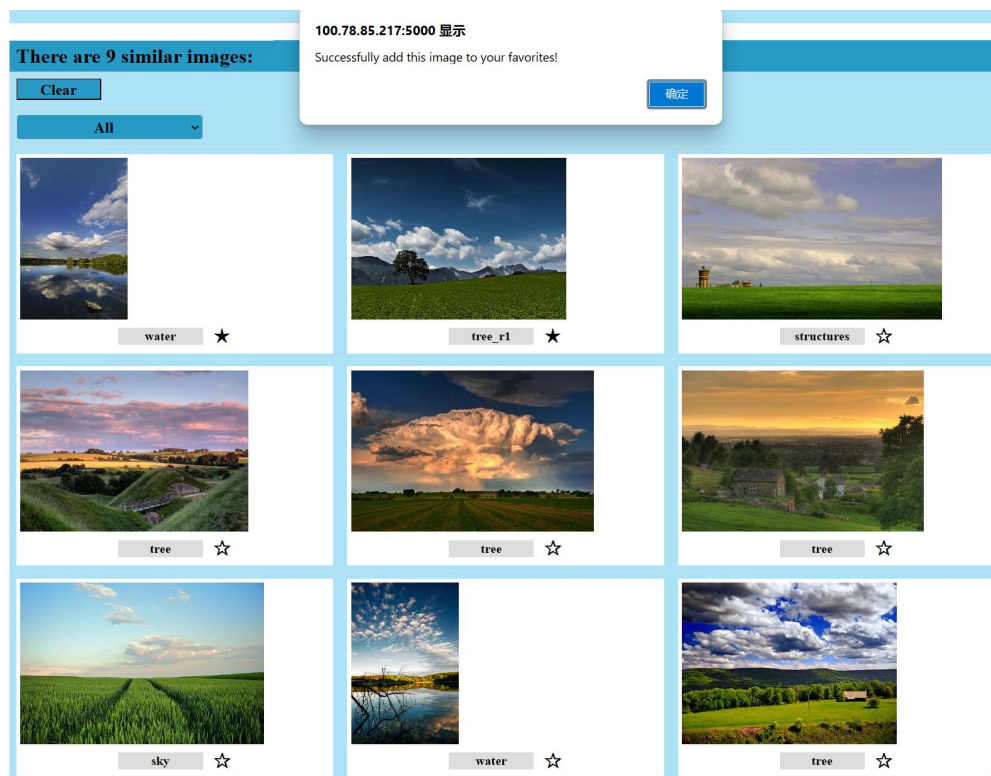 100.78.85.217:5000 显示
Successfully add this image to your favorites!
确定
There are 9 similar images:
Clear
All
water
tree_r1
structures
tree
tree
tree
sky
water
tree